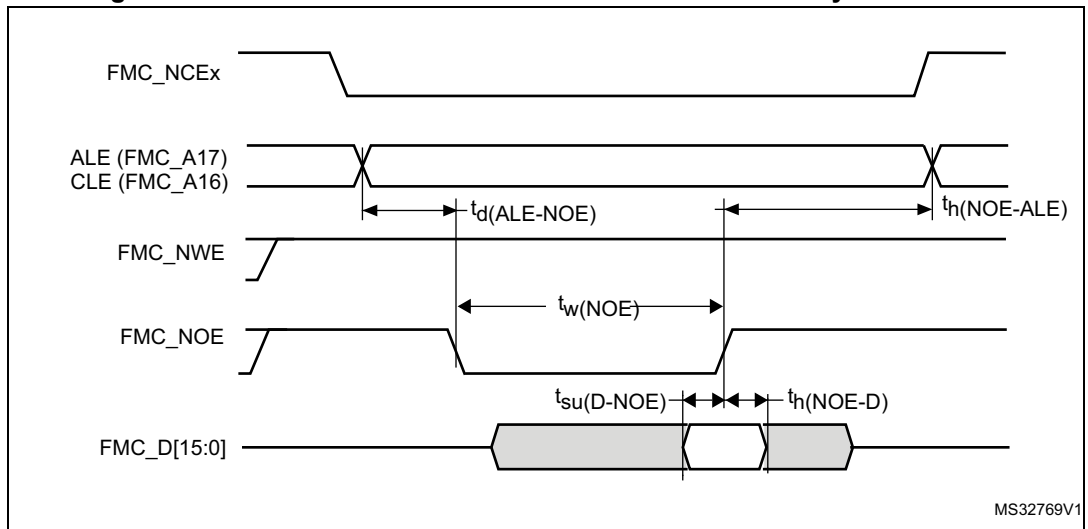 FMC_NCEx
ALE (FMC_A17)
CLE (FMC_A16)
td(ALE-NOE)
th(NOE-ALE)
FMC_NWE
tw(NOE)
FMC_NOE
tsu(D-NOE)
th(NOE-D)
FMC_D[15:0]
MS32769V1